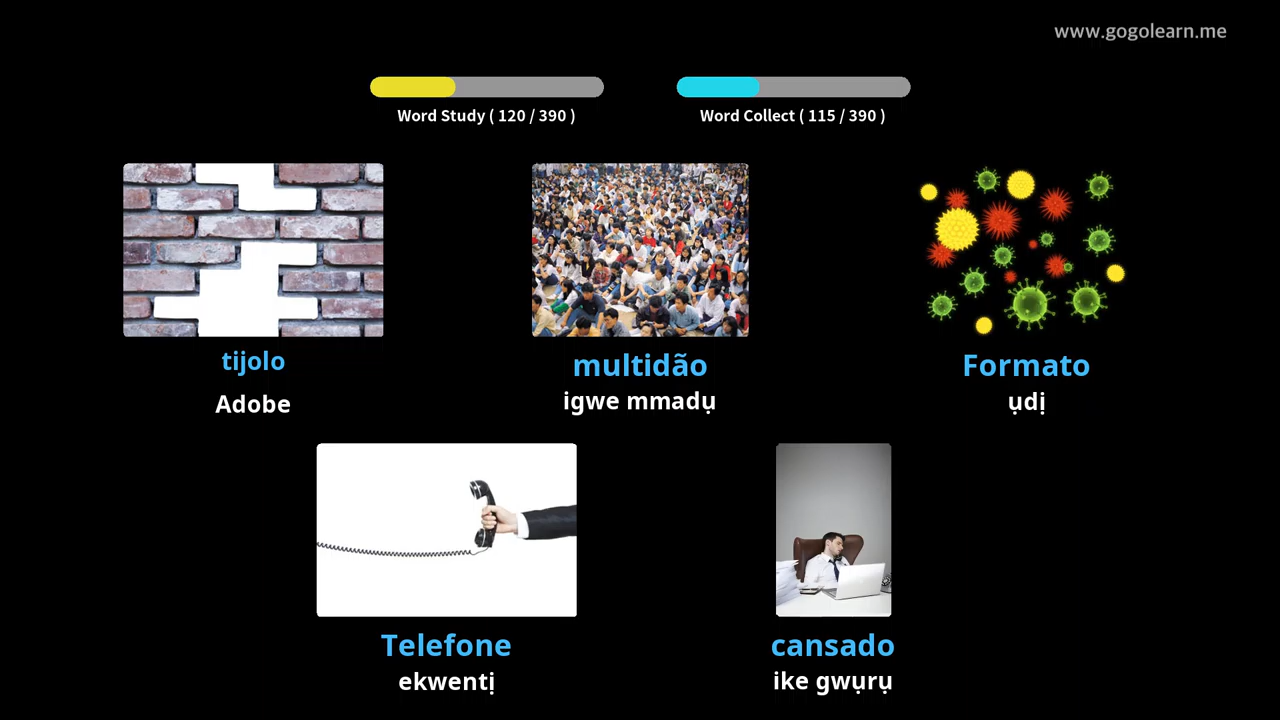 www.gogolearn.me
Word Study ( 120 / 390 )
Word Collect ( 115 / 390 )
tijolo
Adobe
multidão
igwe mmadụ
Formato
ụdị
Telefone
ekwentị
cansado
ike gwụrụ